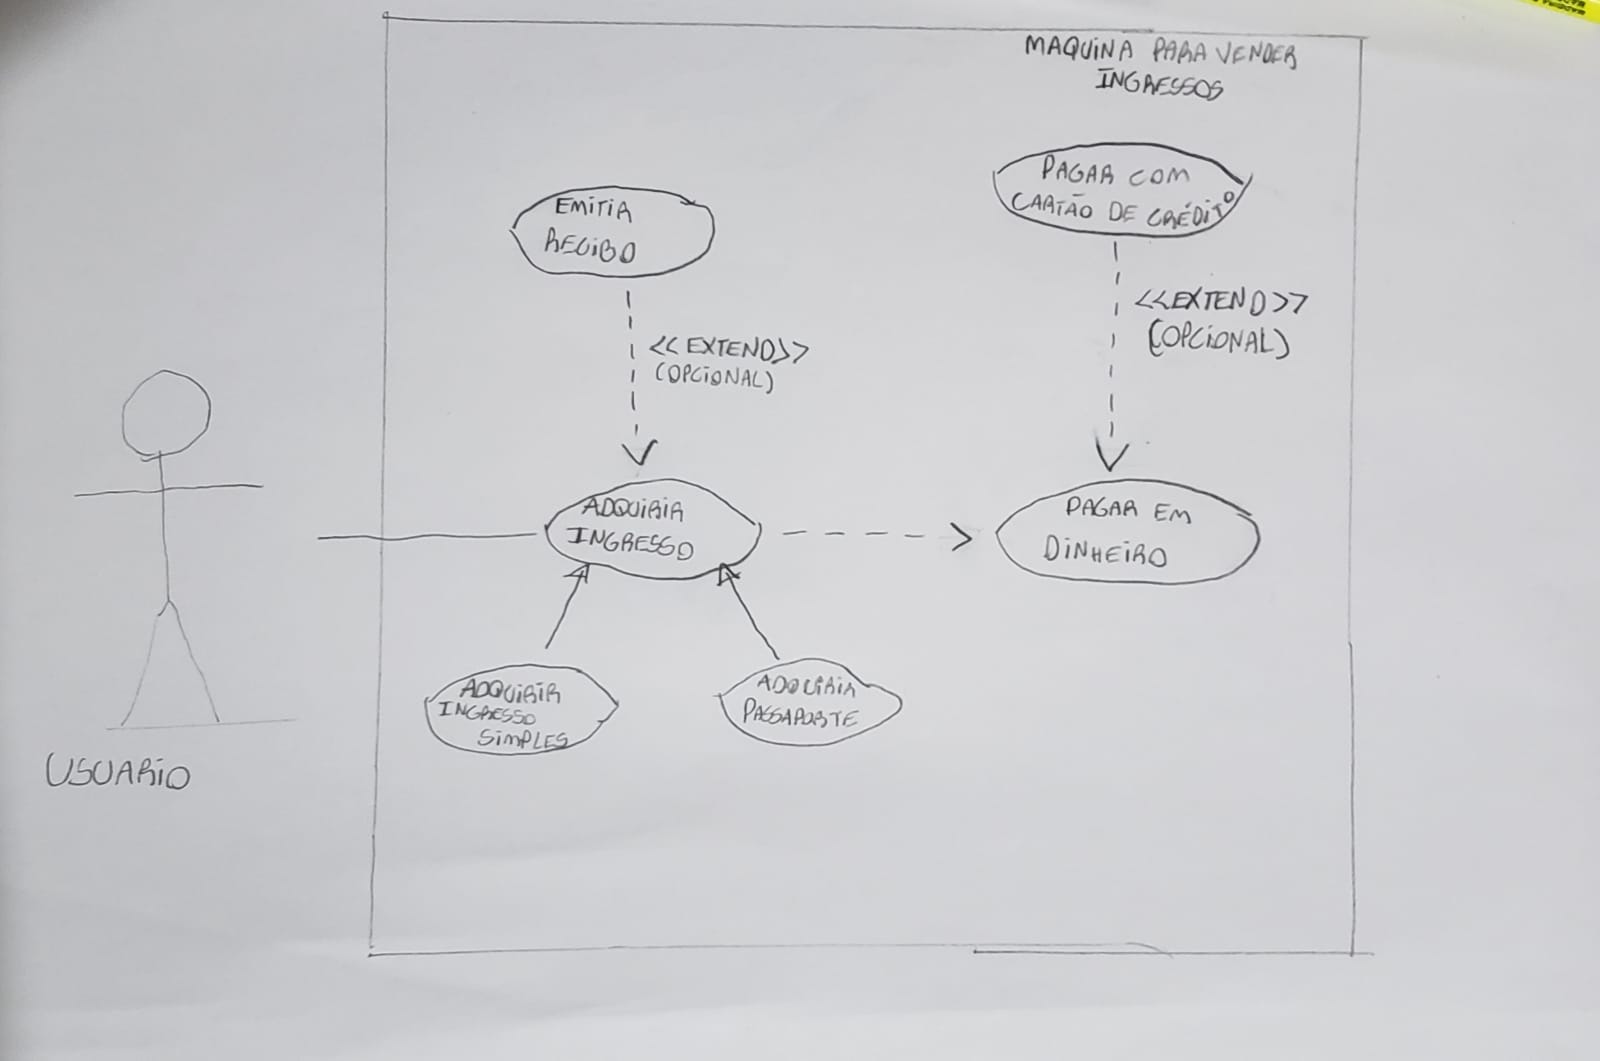 MAQUINA PARA VENDER
INGRESSOS
PAGAR COM
CARTÃO DE CRÉDITO
EMITIR
RECIBO
<<EXTEND>>
(OPCIONAL)
<<EXTEND>>
(OPCIONAL)
ADQUIRIR
INGRESSO
PAGAR EM
DINHEIRO
ADQUIRIR
INGRESSO
SIMPLES
ADQUIRIR
PASSAPORTE
USUARIO